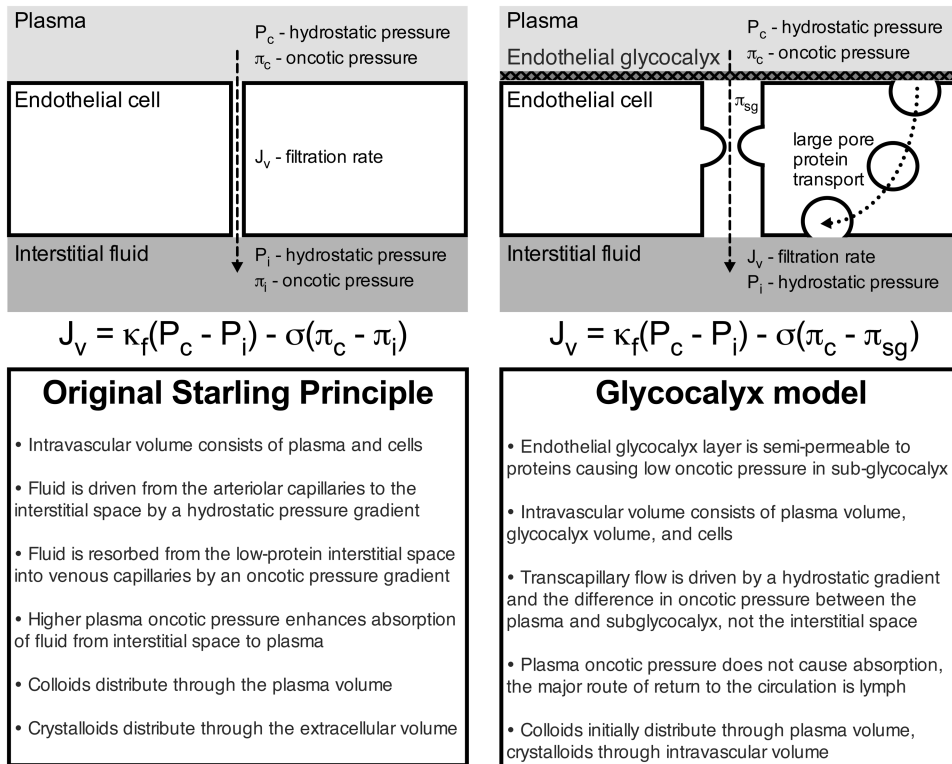 Plasma
P_c - hydrostatic pressure
π_c - oncotic pressure
Endothelial cell
J_v - filtration rate
Interstitial fluid
P_i - hydrostatic pressure
π_i - oncotic pressure
J_v = κ_f(P_c - P_i) - σ(π_c - π_i)
Original Starling Principle
• Intravascular volume consists of plasma and cells
• Fluid is driven from the arteriolar capillaries to the
interstitial space by a hydrostatic pressure gradient
• Fluid is resorbed from the low-protein interstitial space
into venous capillaries by an oncotic pressure gradient
• Higher plasma oncotic pressure enhances absorption
of fluid from interstitial space to plasma
• Colloids distribute through the plasma volume
• Crystalloids distribute through the extracellular volume
Plasma
P_c - hydrostatic pressure
π_c - oncotic pressure
Endothelial glycocalyx
Endothelial cell
π_sg
large pore
protein
transport
Interstitial fluid
J_v - filtration rate
P_i - hydrostatic pressure
J_v = κ_f(P_c - P_i) - σ(π_c - π_sg)
Glycocalyx model
• Endothelial glycocalyx layer is semi-permeable to
proteins causing low oncotic pressure in sub-glycocalyx
• Intravascular volume consists of plasma volume,
glycocalyx volume, and cells
• Transcapillary flow is driven by a hydrostatic gradient
and the difference in oncotic pressure between the
plasma and subglycocalyx, not the interstitial space
• Plasma oncotic pressure does not cause absorption,
the major route of return to the circulation is lymph
• Colloids initially distribute through plasma volume,
crystalloids through intravascular volume